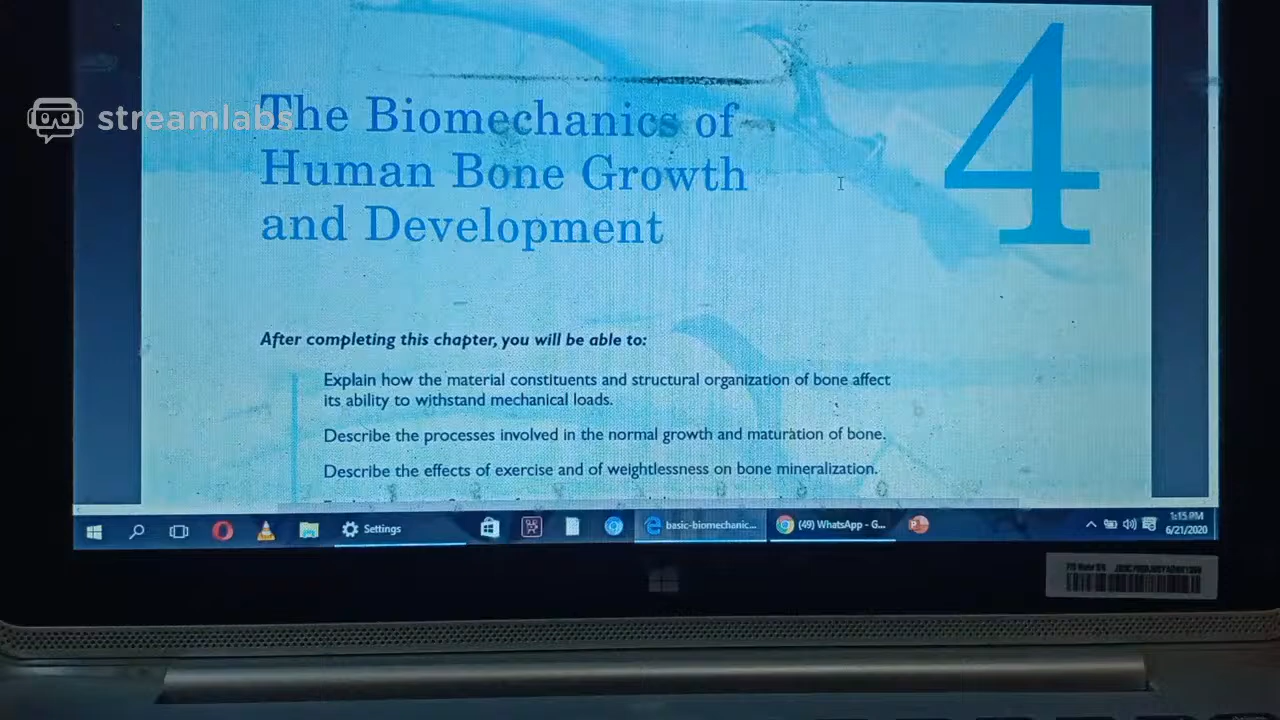 streamlabs
The Biomechanics of
Human Bone Growth
and Development
4
After completing this chapter, you will be able to:
Explain how the material constituents and structural organization of bone affect
its ability to withstand mechanical loads.
Describe the processes involved in the normal growth and maturation of bone.
Describe the effects of exercise and of weightlessness on bone mineralization.
Settings
basic-biomechanic...
(49) WhatsApp - G...
1:15 PM
6/21/2020